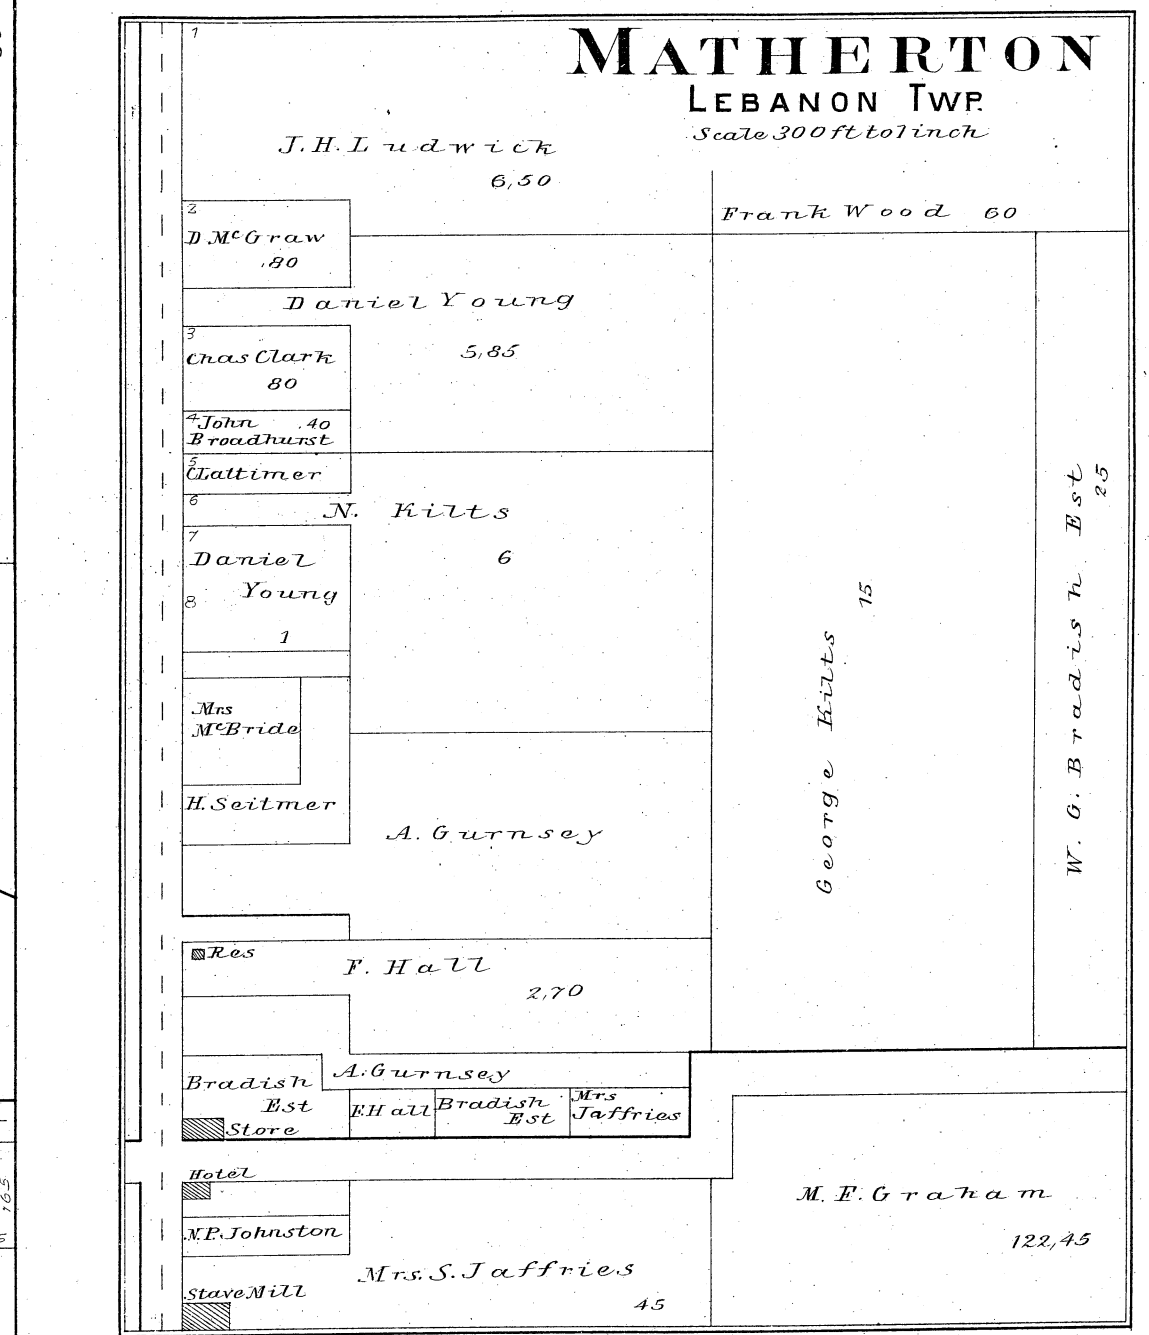 MATHERTON
LEBANON TWP.
Scale 300 ft to 1 inch
1
J. H. Ludwick
6,50
Frank Wood 60
2
D. McGraw
.80
Daniel Young
5,85
3
Chas Clark
80
4 John .40
Broadhurst
5
C Lattimer
6
N. Kilts
6
7
Daniel
8 Young
1
George Kilts
15
W. G. Bradish Est
25
Mrs
McBride
H. Seitmer
A. Gurnsey
Res
F. Hall
2,70
A. Gurnsey
Bradish
Est
Store
F. Hall
Bradish
Est
Mrs
Jaffries
Hotel
N. P. Johnston
Stave Mill
Mrs. S. Jaffries
45
M. F. Graham
122,45